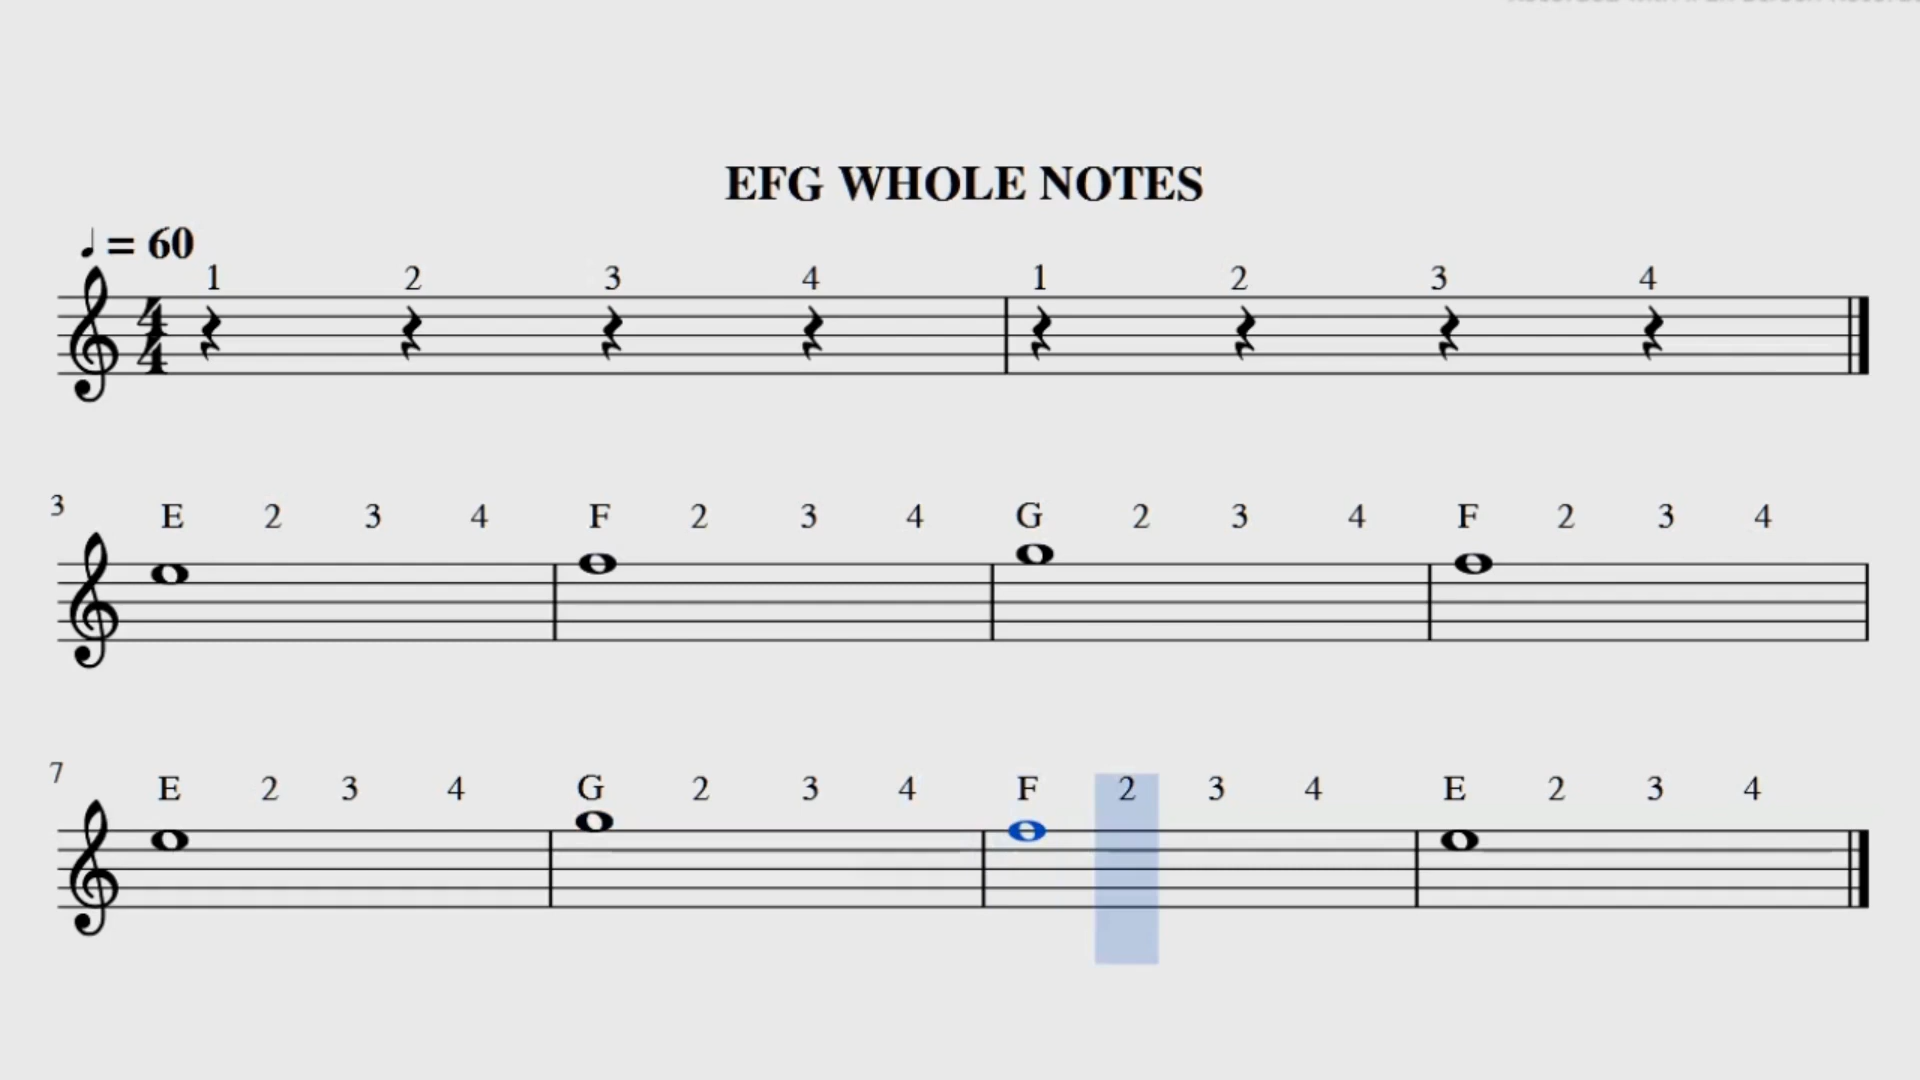 EFG WHOLE NOTES
= 60
1 2 3 4 1 2 3 4
4
4
3 E 2 3 4 F 2 3 4 G 2 3 4 F 2 3 4
7 E 2 3 4 G 2 3 4 F 2 3 4 E 2 3 4